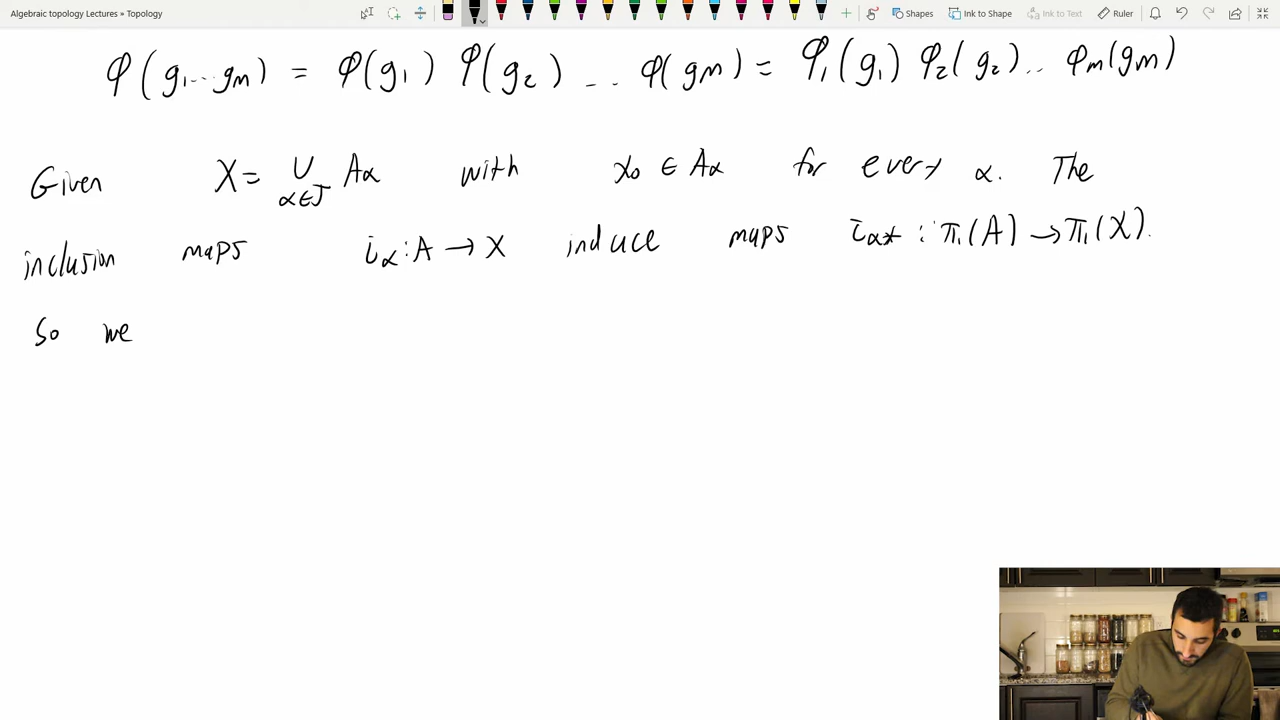 Algebraic topology Lectures » Topology
Shapes Ink to Shape Ink to Text Ruler
φ(g₁...gₘ) = φ(g₁) φ(g₂) ... φ(gₘ) = φ₁(g₁) φ₂(g₂)... φₘ(gₘ)
Given X = ∪_{α∈J} Aα with x₀ ∈ Aα for every α. The
inclusion maps i_α : A → X induce maps i_α* : π₁(A) → π₁(X).
So we